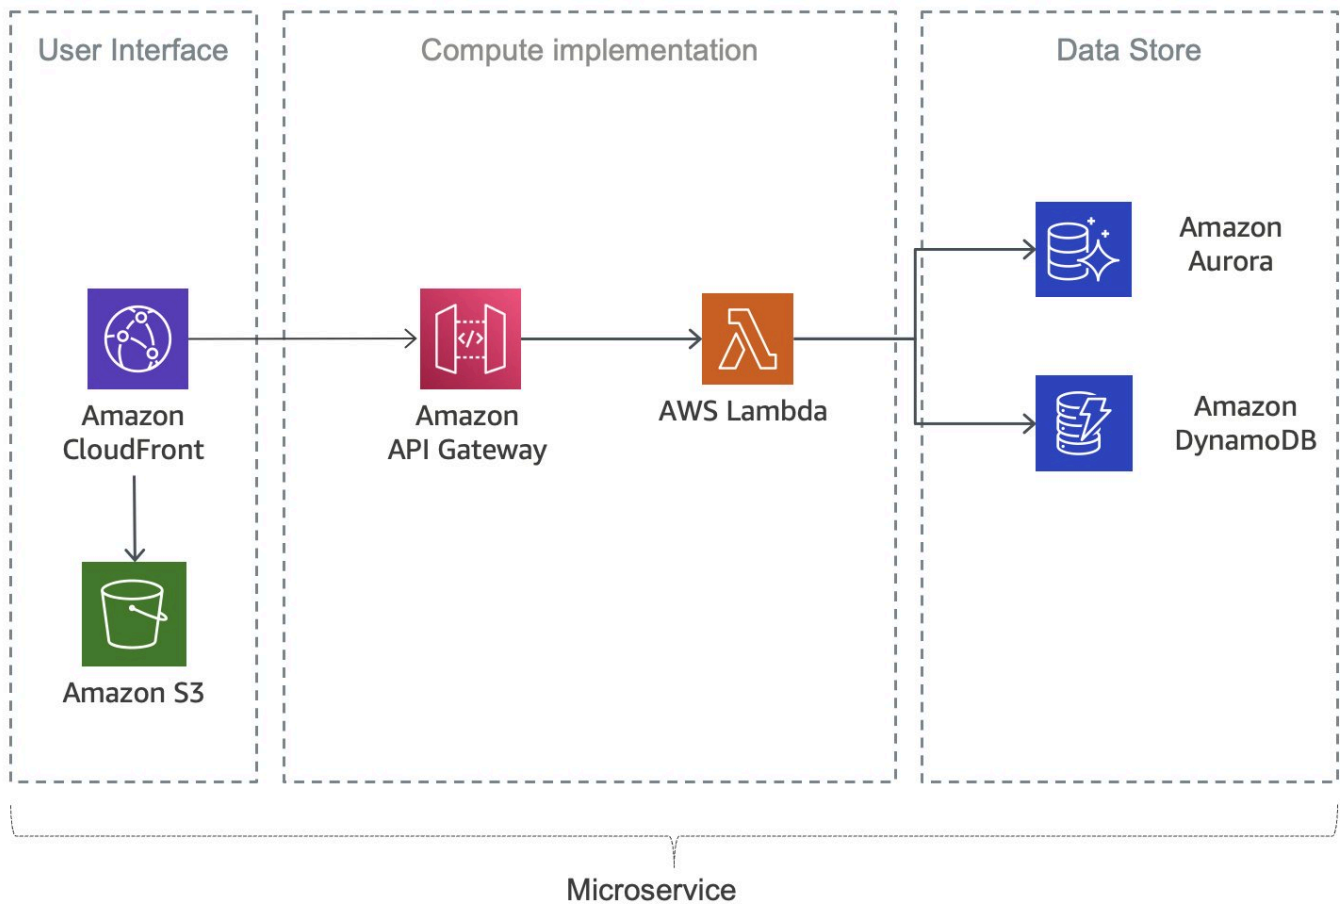 User Interface
Compute implementation
Data Store
Amazon
CloudFront
Amazon S3
</>
Amazon
API Gateway
AWS Lambda
Amazon
Aurora
Amazon
DynamoDB
Microservice